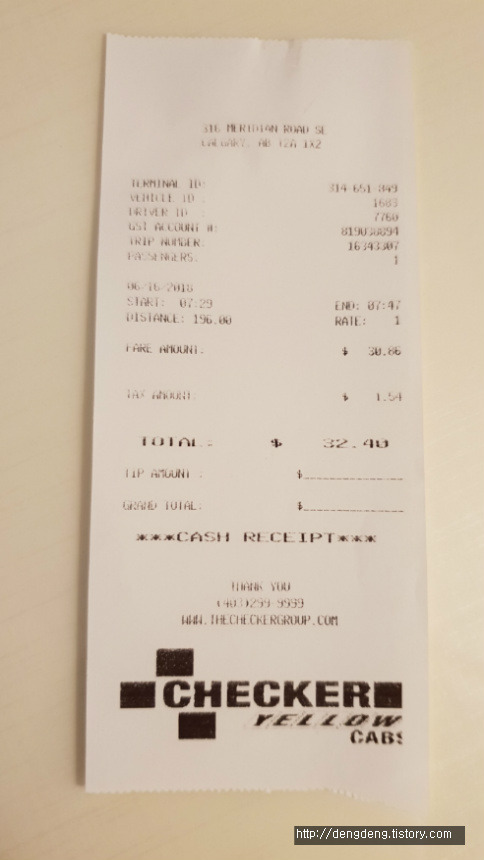 316 MERIDIAN ROAD SE
CALGARY, AB T2A 1X2
TERMINAL ID: 314-651-849
VEHICLE ID : 1683
DRIVER ID : 7760
GST ACCOUNT #:
TRIP NUMBER: 16343307
PASSENGERS: 1
06/16/2018
START: 07:29 END: 07:47
DISTANCE: 196.00 RATE: 1
FARE AMOUNT: $ 30.86
TAX AMOUNT: $ 1.54
TOTAL: $ 32.40
TIP AMOUNT : $
GRAND TOTAL: $
***CASH RECEIPT***
THANK YOU
(403)299-9999
WWW.THECHECKERGROUP.COM
CHECKER
YELLOW
CABS
http://dengdeng.tistory.com